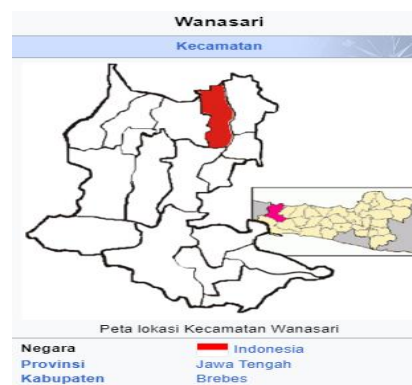 Wanasari
Kecamatan
Peta lokasi Kecamatan Wanasari
Negara Indonesia
Provinsi Jawa Tengah
Kabupaten Brebes